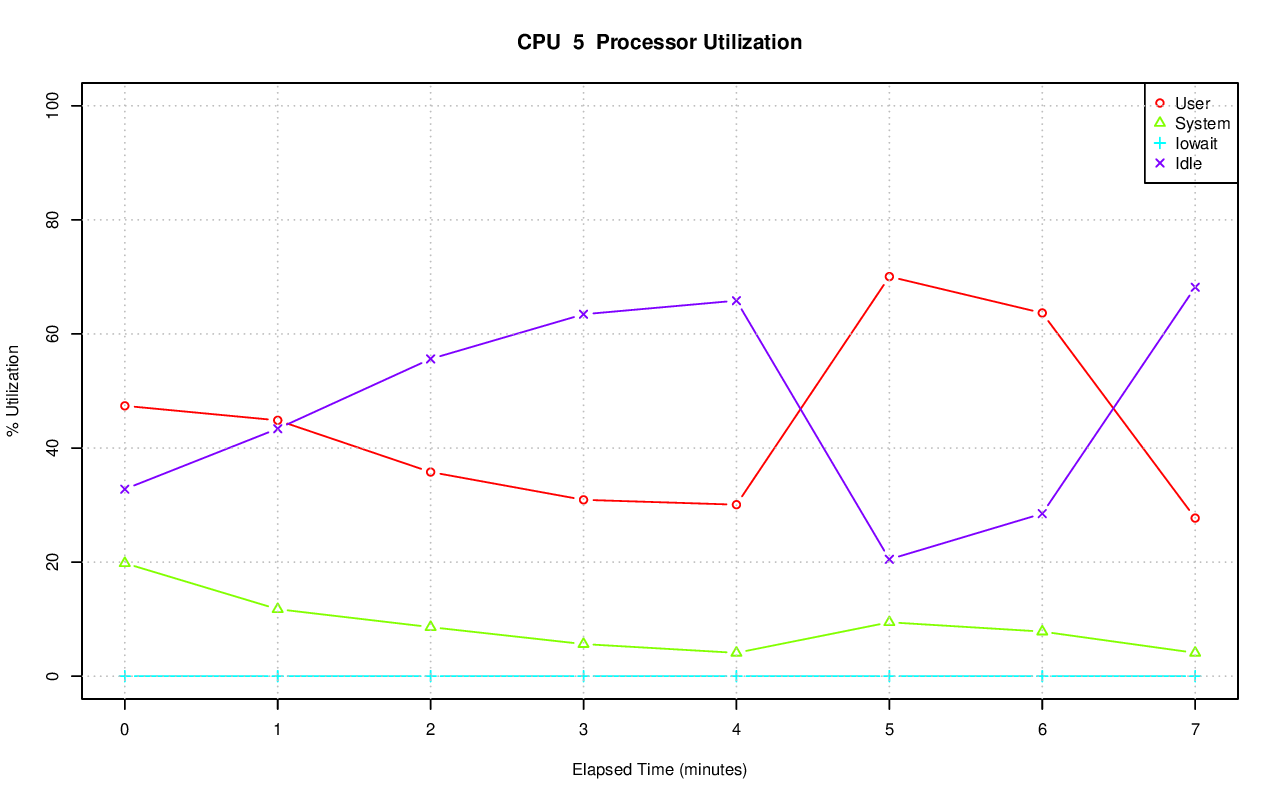 CPU  5  Processor Utilization
User
System
Iowait
Idle
% Utilization
100
80
60
40
20
0
0 1 2 3 4 5 6 7
Elapsed Time (minutes)